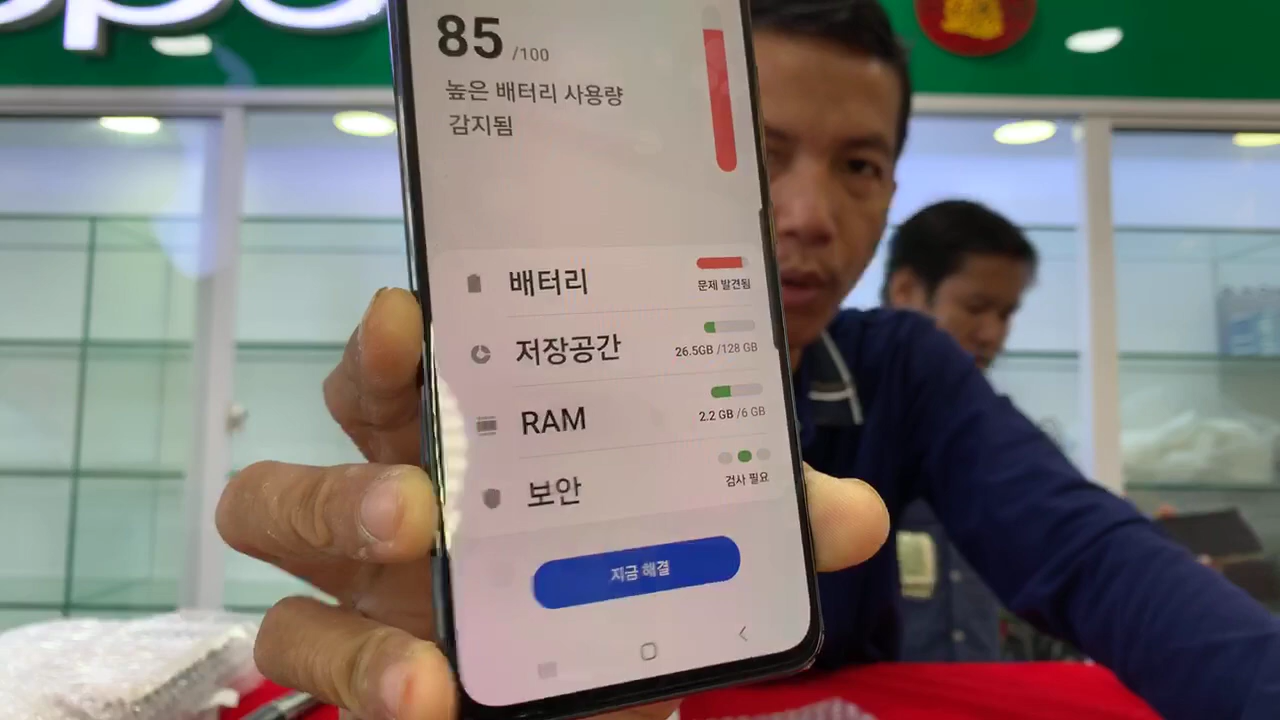 oppo
85 /100
높은 배터리 사용량
감지됨
배터리
문제 발견됨
저장공간
26.5GB /128 GB
RAM
2.2 GB /6 GB
보안
검사 필요
지금 해결